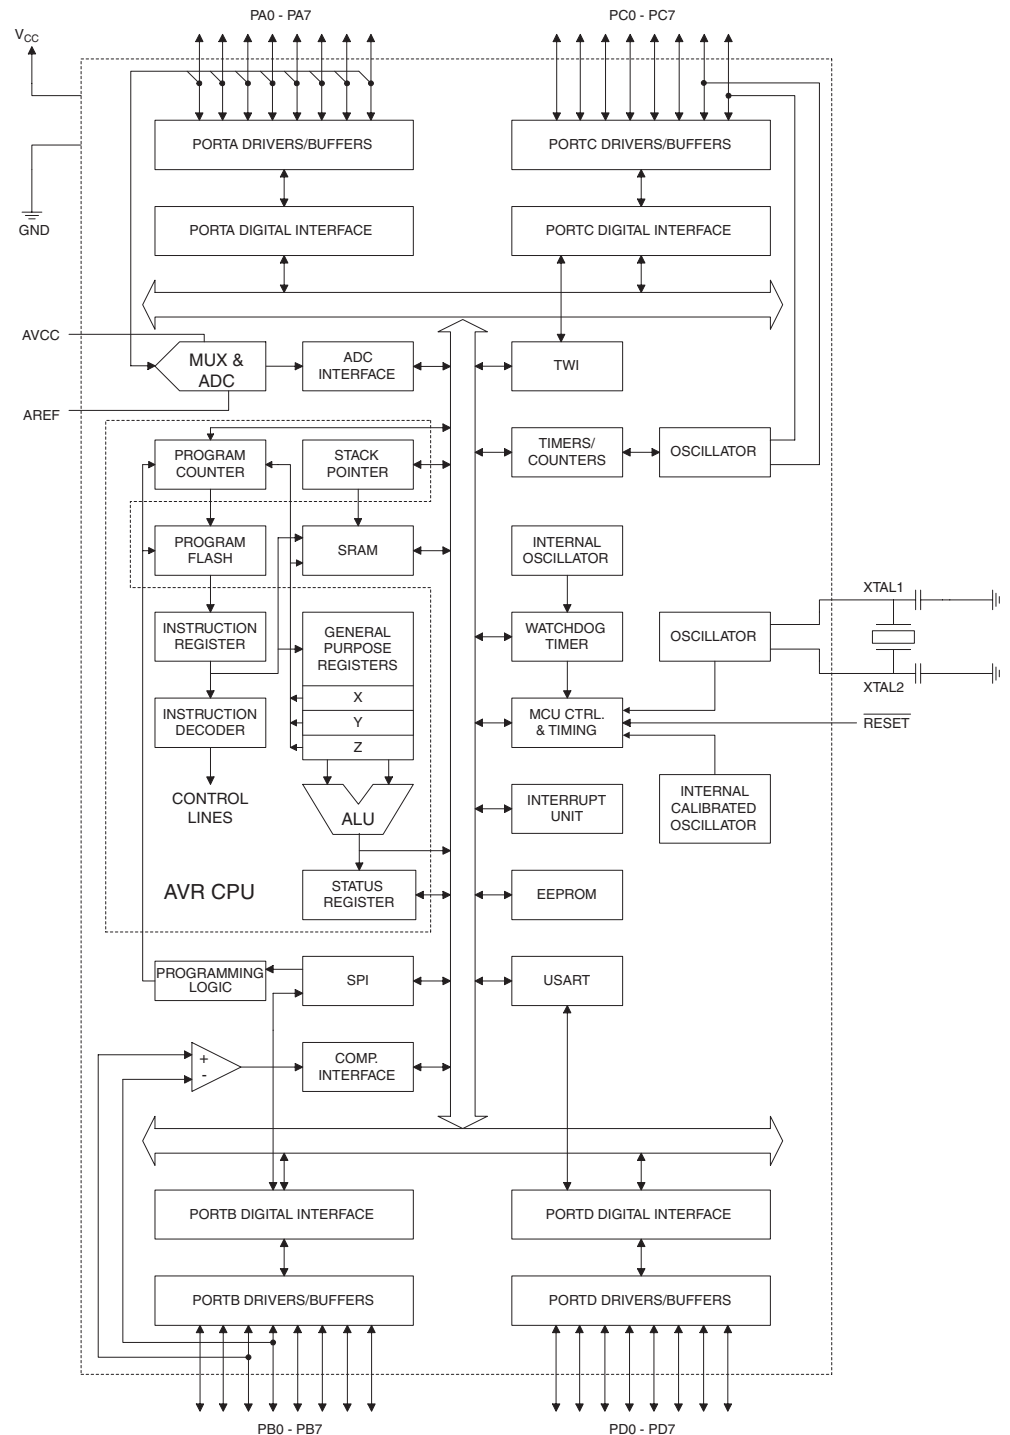 PA0 - PA7
PC0 - PC7
VCC
PORTA DRIVERS/BUFFERS
PORTC DRIVERS/BUFFERS
GND
PORTA DIGITAL INTERFACE
PORTC DIGITAL INTERFACE
AVCC
MUX &
ADC
ADC
INTERFACE
TWI
AREF
PROGRAM
COUNTER
STACK
POINTER
TIMERS/
COUNTERS
OSCILLATOR
PROGRAM
FLASH
SRAM
INTERNAL
OSCILLATOR
XTAL1
INSTRUCTION
REGISTER
GENERAL
PURPOSE
REGISTERS
WATCHDOG
TIMER
OSCILLATOR
XTAL2
X
INSTRUCTION
DECODER
Y
MCU CTRL.
& TIMING
RESET
Z
CONTROL
LINES
ALU
INTERRUPT
UNIT
INTERNAL
CALIBRATED
OSCILLATOR
AVR CPU
STATUS
REGISTER
EEPROM
PROGRAMMING
LOGIC
SPI
USART
+
-
COMP.
INTERFACE
PORTB DIGITAL INTERFACE
PORTD DIGITAL INTERFACE
PORTB DRIVERS/BUFFERS
PORTD DRIVERS/BUFFERS
PB0 - PB7
PD0 - PD7